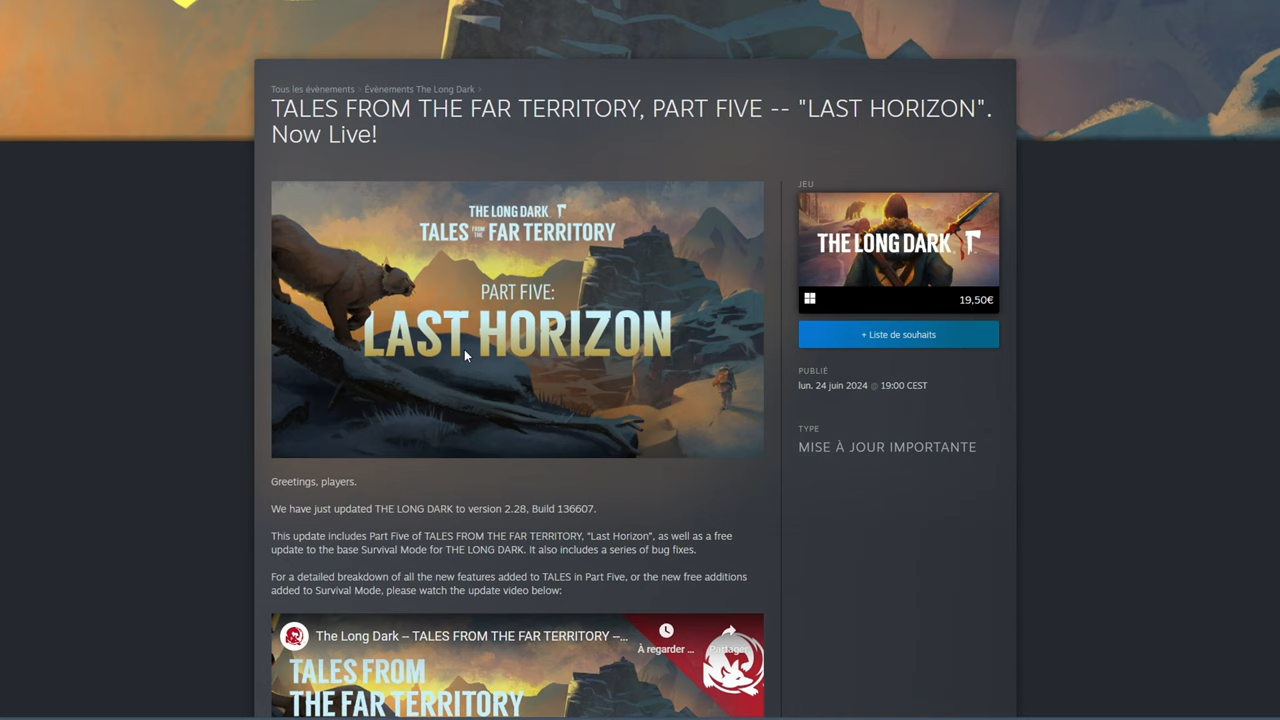 Tous les évènements > Évènements The Long Dark >
TALES FROM THE FAR TERRITORY, PART FIVE -- "LAST HORIZON".
Now Live!
THE LONG DARK
TALES FROM THE FAR TERRITORY
PART FIVE:
LAST HORIZON
JEU
THE LONG DARK
19,50€
+ Liste de souhaits
PUBLIÉ
lun. 24 juin 2024 @ 19:00 CEST
TYPE
MISE À JOUR IMPORTANTE
Greetings, players.
We have just updated THE LONG DARK to version 2.28, Build 136607.
This update includes Part Five of TALES FROM THE FAR TERRITORY, "Last Horizon", as well as a free
update to the base Survival Mode for THE LONG DARK. It also includes a series of bug fixes.
For a detailed breakdown of all the new features added to TALES in Part Five, or the new free additions
added to Survival Mode, please watch the update video below:
The Long Dark -- TALES FROM THE FAR TERRITORY --...
À regarder ...
Partager
TALES FROM
THE FAR TERRITORY